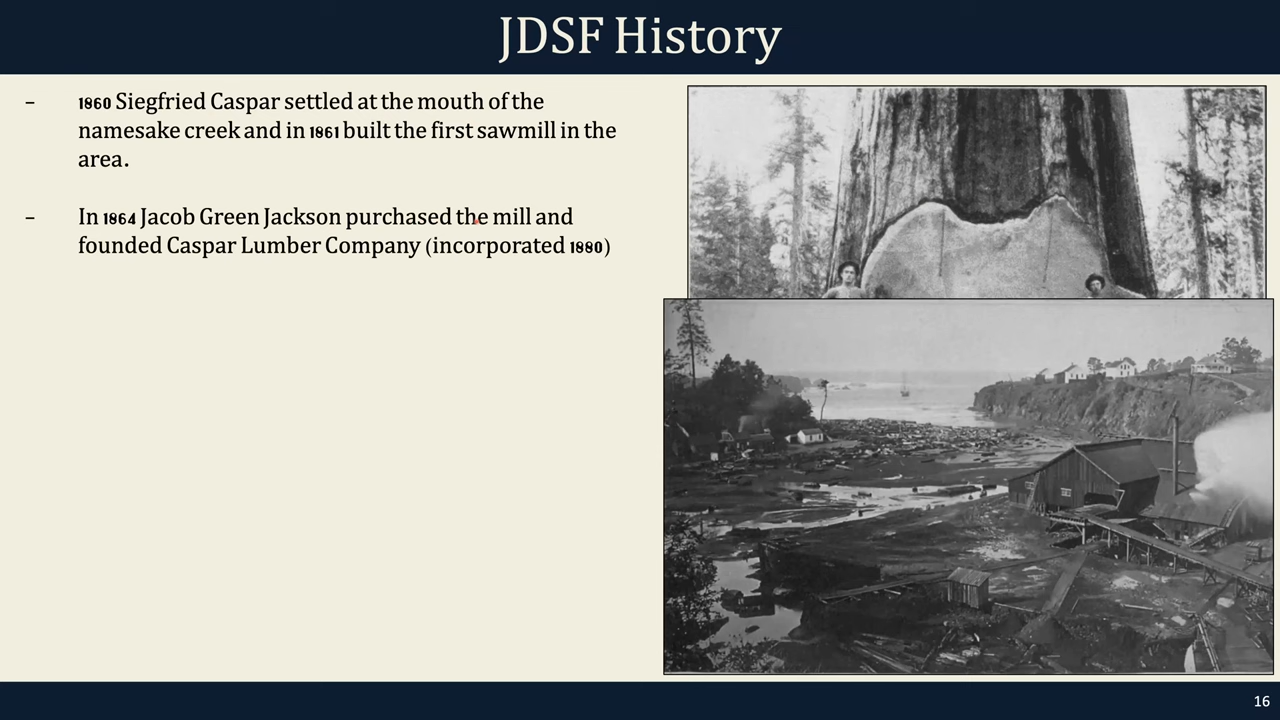 JDSF History
- 1860 Siegfried Caspar settled at the mouth of the
namesake creek and in 1861 built the first sawmill in the
area.
- In 1864 Jacob Green Jackson purchased the mill and
founded Caspar Lumber Company (incorporated 1880)
16